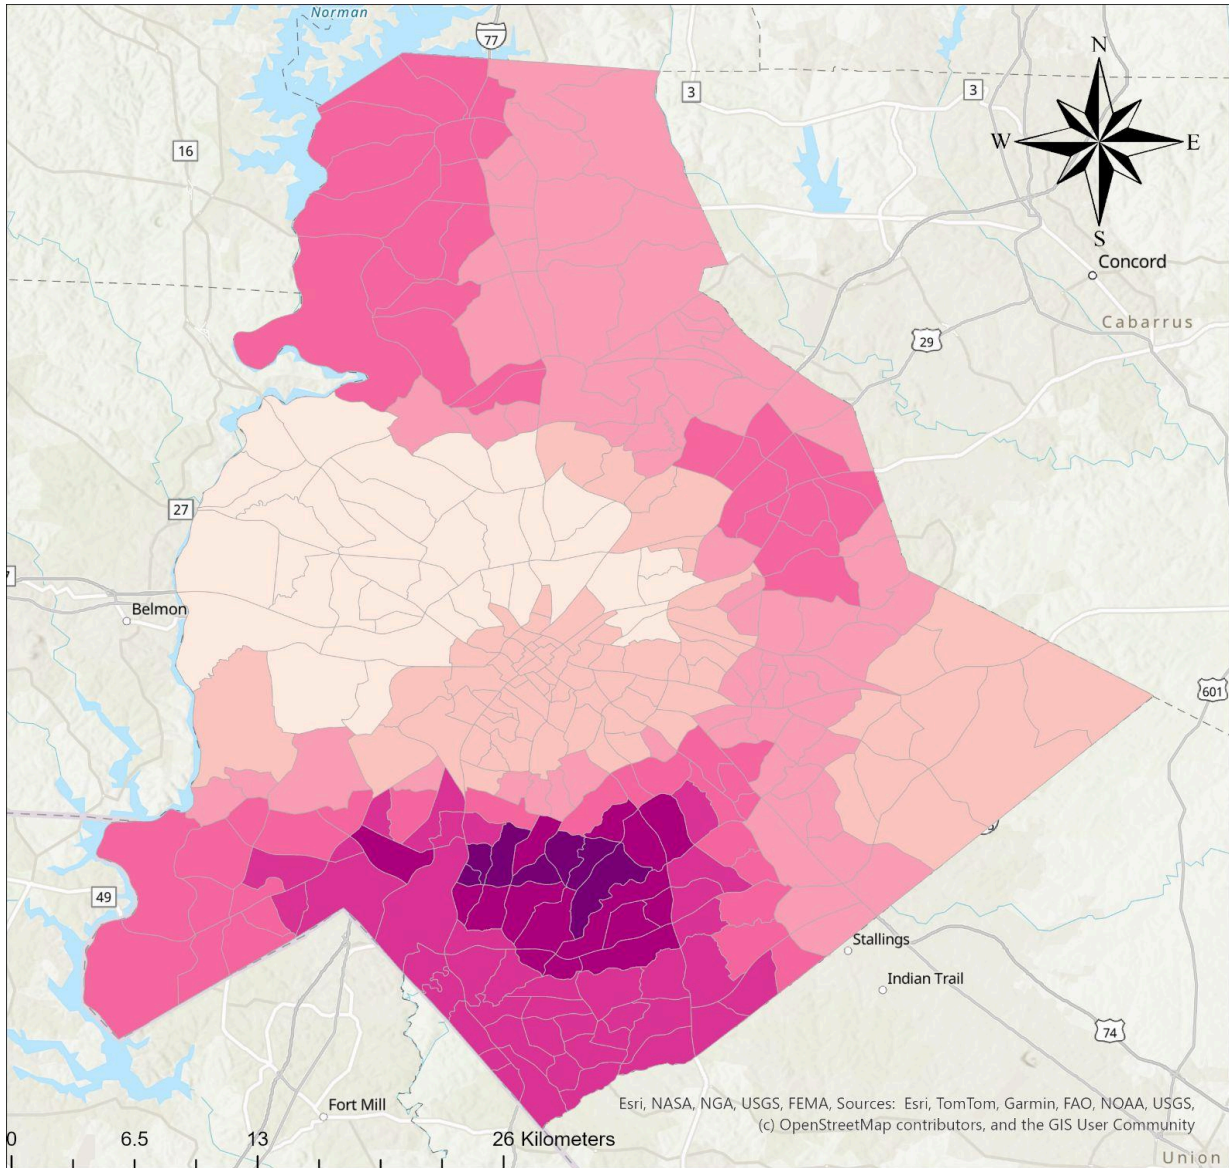 Norman
77
3
3
16
N
W
E
S
Concord
Cabarrus
29
27
Belmon
601
49
Stallings
Indian Trail
74
Fort Mill
Esri, NASA, NGA, USGS, FEMA, Sources: Esri, TomTom, Garmin, FAO, NOAA, USGS,
(c) OpenStreetMap contributors, and the GIS User Community
0 6.5 13 26 Kilometers
Union